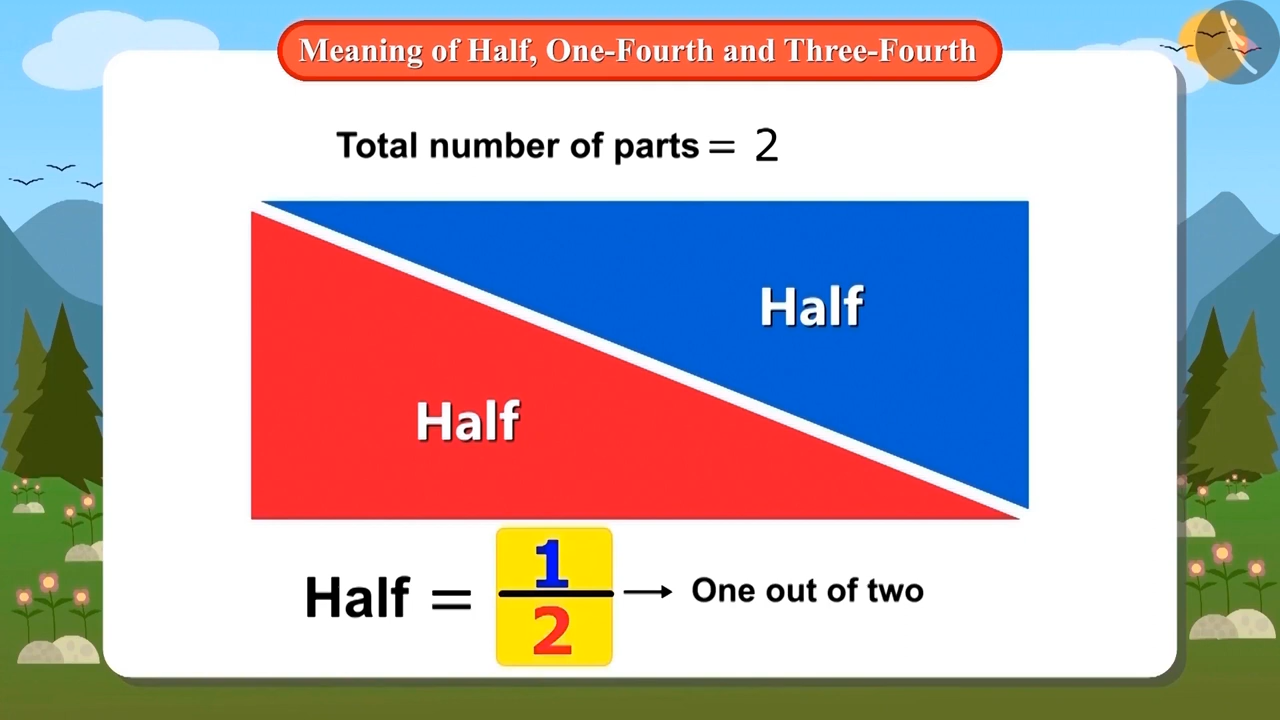 Meaning of Half, One-Fourth and Three-Fourth
Total number of parts = 2
Half
Half
Half = 1/2 → One out of two